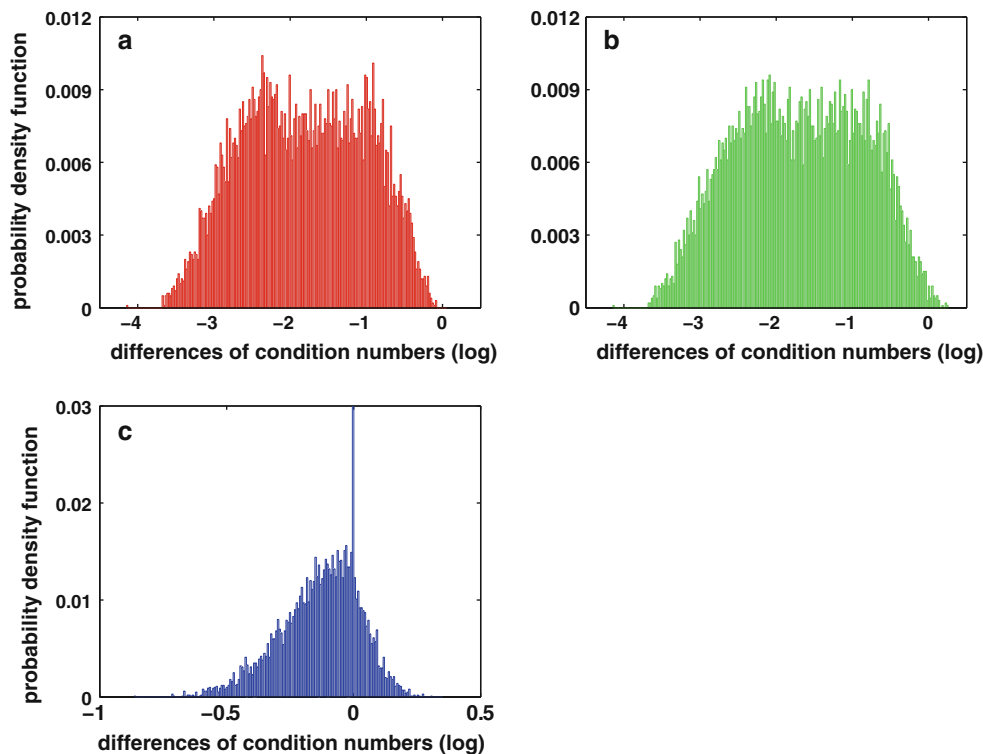 a
0.012
0.009
0.006
0.003
0
probability density function
−4 −3 −2 −1 0
differences of condition numbers (log)
b
0.012
0.009
0.006
0.003
0
−4 −3 −2 −1 0
differences of condition numbers (log)
c
0.03
0.02
0.01
0
probability density function
−1 −0.5 0 0.5
differences of condition numbers (log)